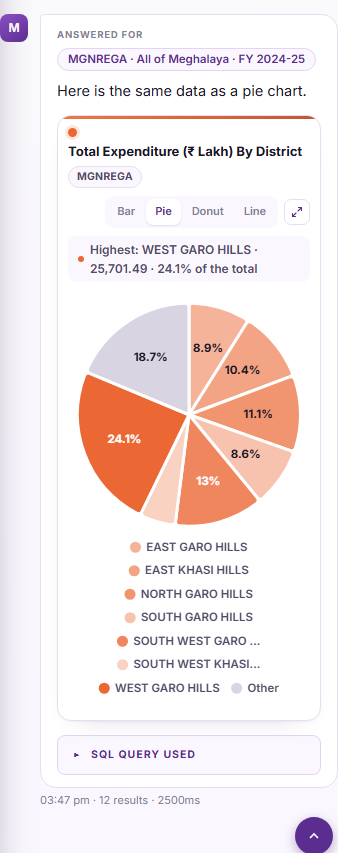 M
ANSWERED FOR
MGNREGA · All of Meghalaya · FY 2024-25
Here is the same data as a pie chart.
Total Expenditure (₹ Lakh) By District
MGNREGA
Bar Pie Donut Line
Highest: WEST GARO HILLS ·
25,701.49 · 24.1% of the total
18.7%
8.9%
10.4%
11.1%
24.1%
8.6%
13%
EAST GARO HILLS
EAST KHASI HILLS
NORTH GARO HILLS
SOUTH GARO HILLS
SOUTH WEST GARO ...
SOUTH WEST KHASI...
WEST GARO HILLS Other
SQL QUERY USED
03:47 pm · 12 results · 2500ms